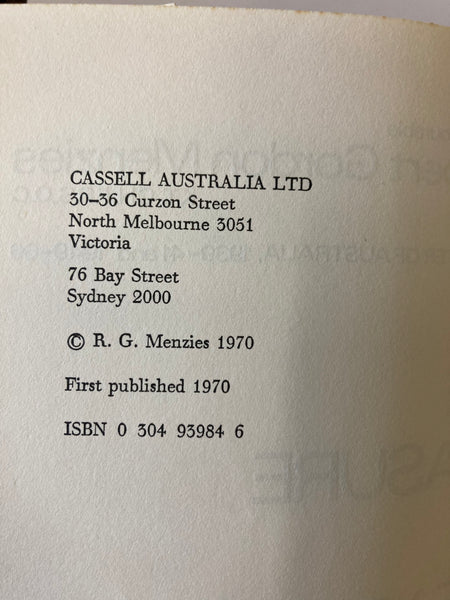 CASSELL AUSTRALIA LTD
30–36 Curzon Street
North Melbourne 3051
Victoria
76 Bay Street
Sydney 2000
© R. G. Menzies 1970
First published 1970
ISBN 0 304 93984 6